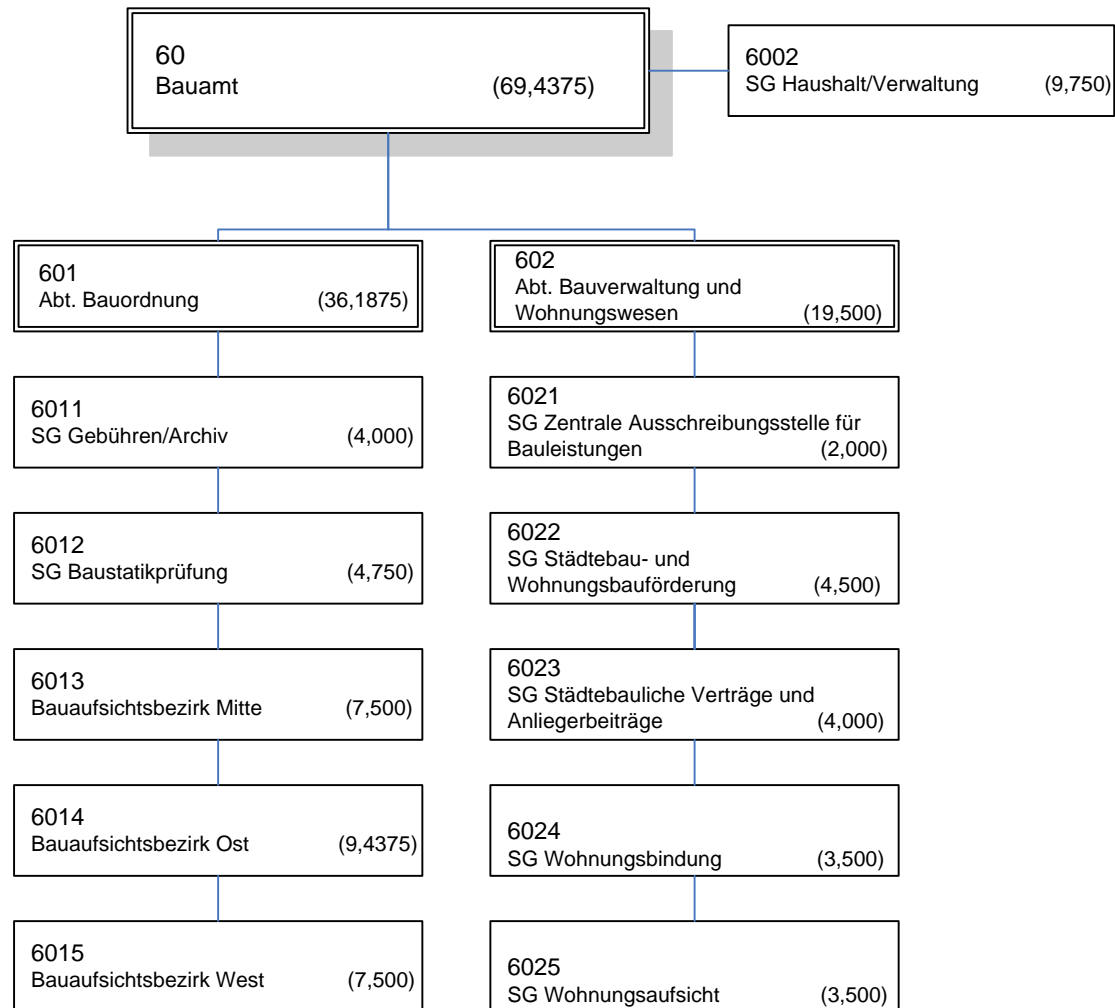 60
Bauamt (69,4375)
6002
SG Haushalt/Verwaltung (9,750)
601
Abt. Bauordnung (36,1875)
602
Abt. Bauverwaltung und
Wohnungswesen (19,500)
6011
SG Gebühren/Archiv (4,000)
6021
SG Zentrale Ausschreibungsstelle für
Bauleistungen (2,000)
6012
SG Baustatikprüfung (4,750)
6022
SG Städtebau- und
Wohnungsbauförderung (4,500)
6013
Bauaufsichtsbezirk Mitte (7,500)
6023
SG Städtebauliche Verträge und
Anliegerbeiträge (4,000)
6014
Bauaufsichtsbezirk Ost (9,4375)
6024
SG Wohnungsbindung (3,500)
6015
Bauaufsichtsbezirk West (7,500)
6025
SG Wohnungsaufsicht (3,500)